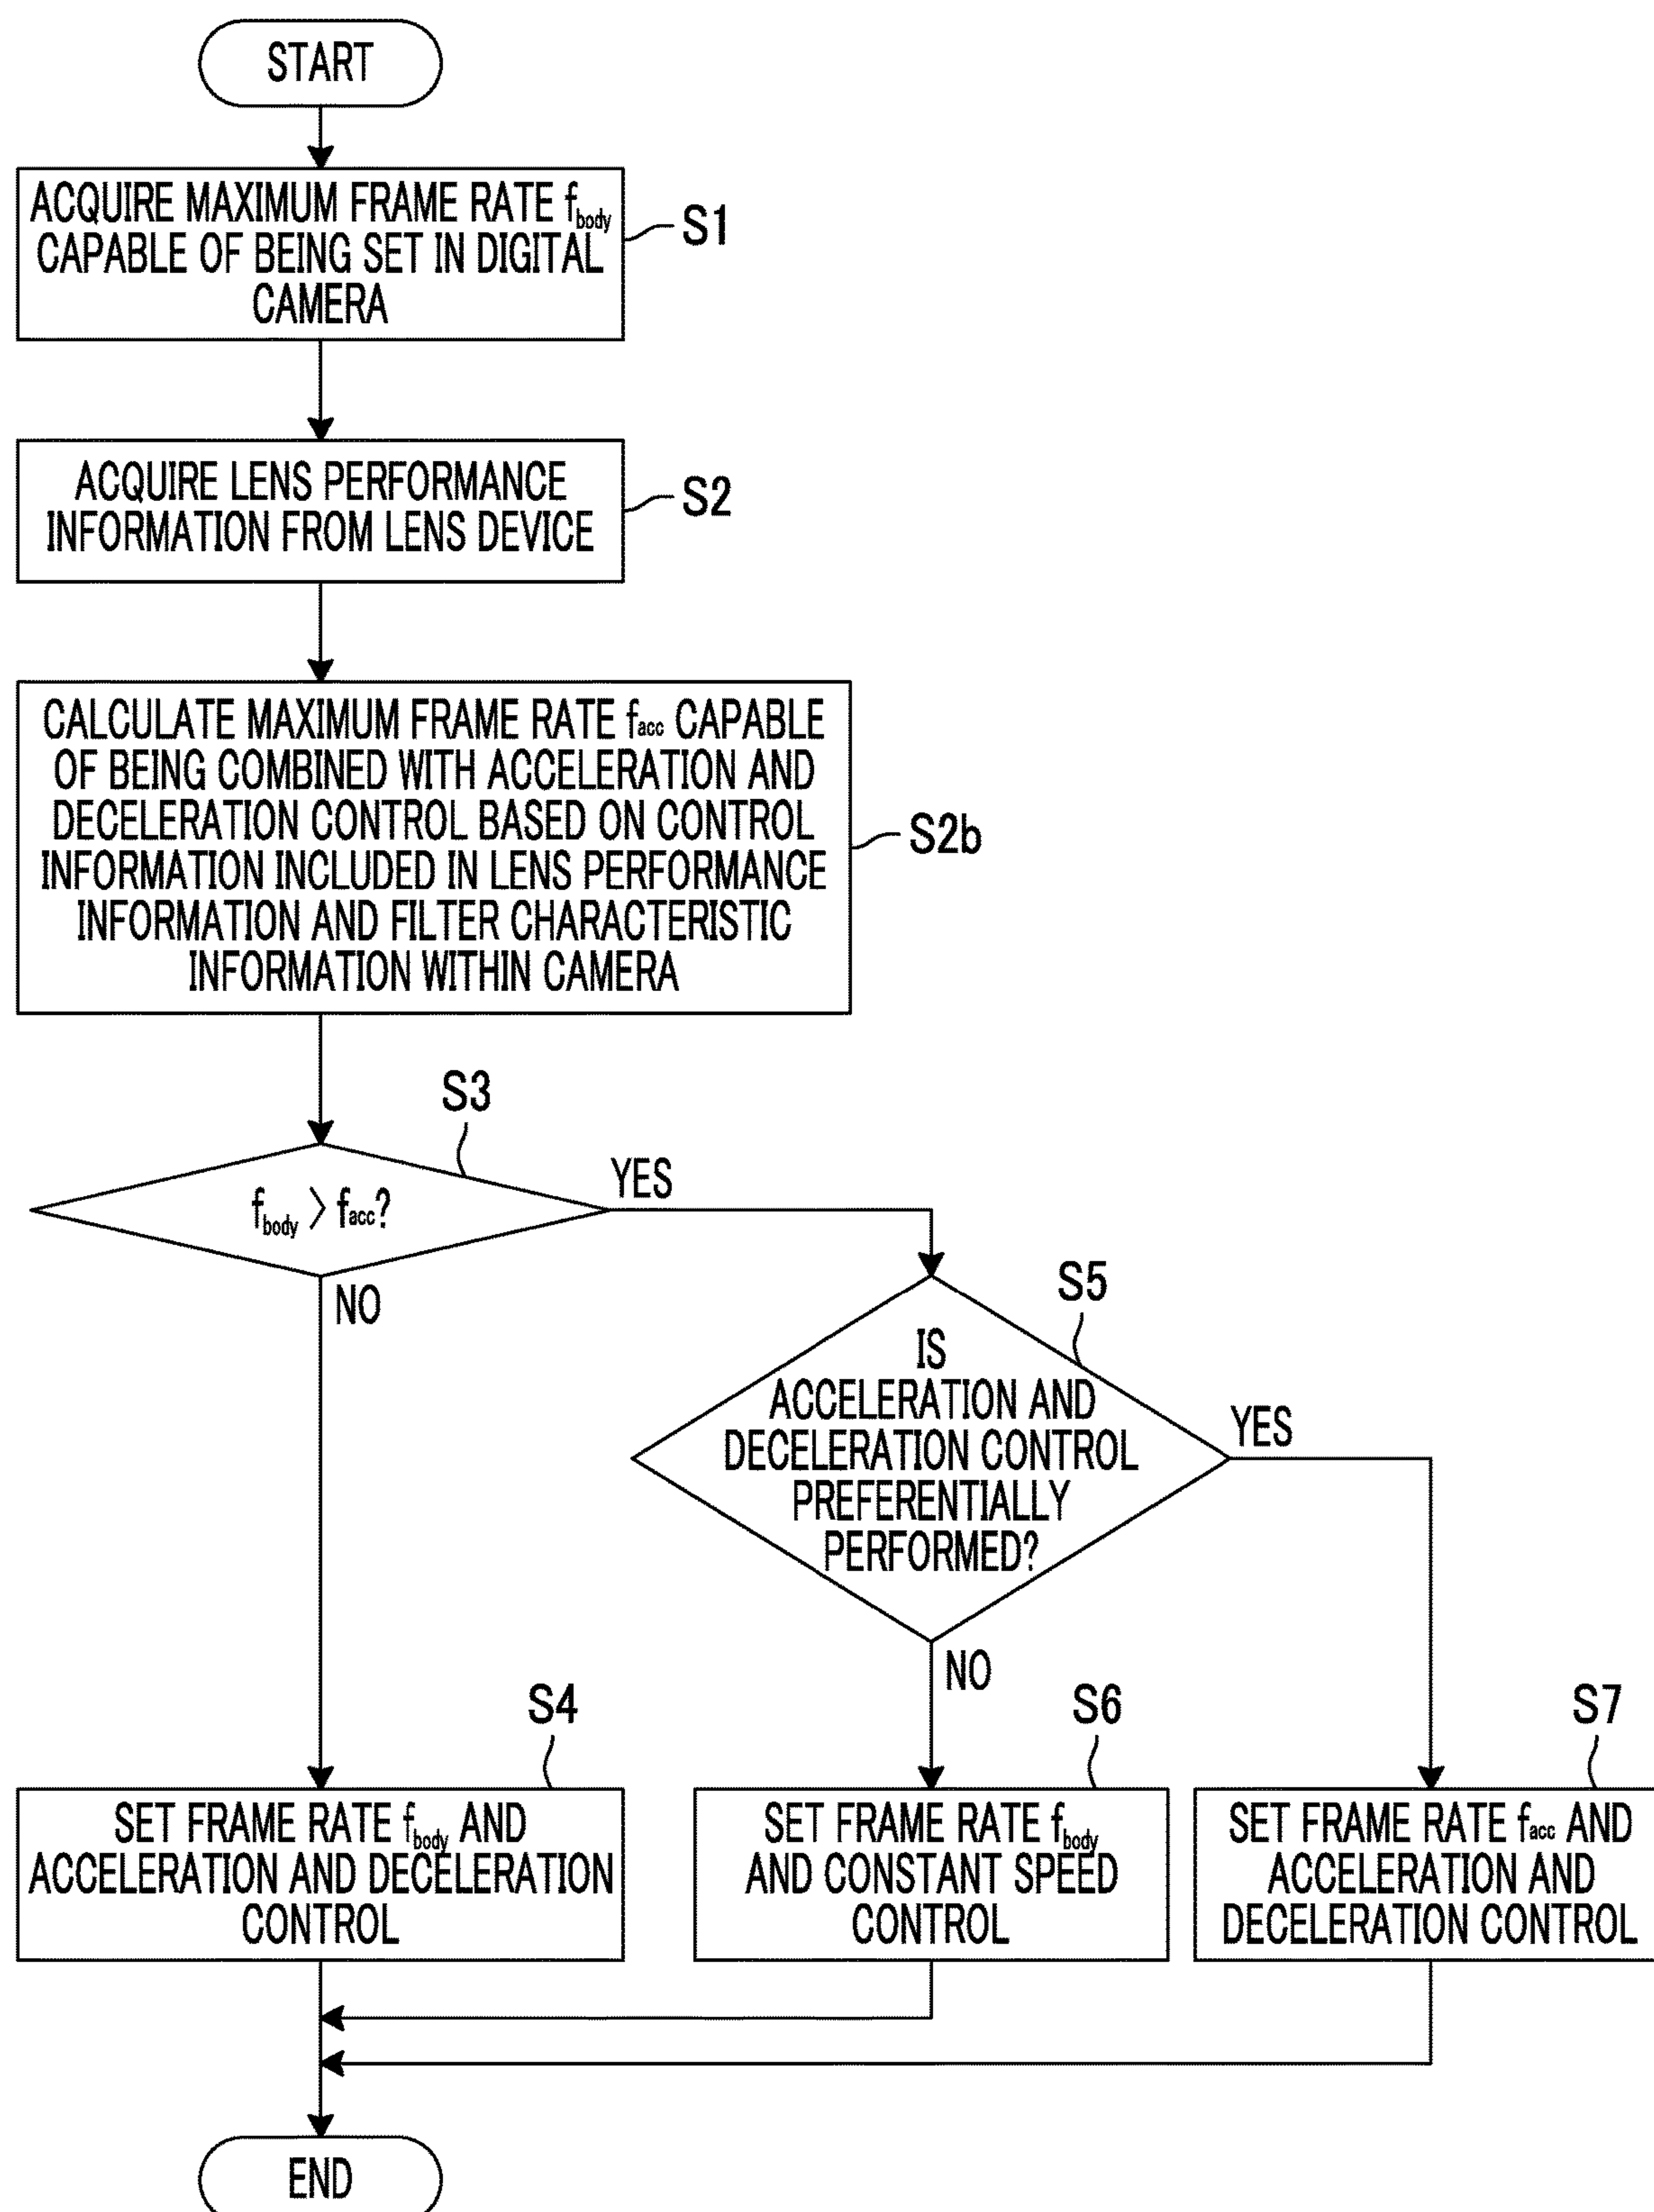 START
ACQUIRE MAXIMUM FRAME RATE fbody
CAPABLE OF BEING SET IN DIGITAL
CAMERA
S1
ACQUIRE LENS PERFORMANCE
INFORMATION FROM LENS DEVICE
S2
CALCULATE MAXIMUM FRAME RATE facc CAPABLE
OF BEING COMBINED WITH ACCELERATION AND
DECELERATION CONTROL BASED ON CONTROL
INFORMATION INCLUDED IN LENS PERFORMANCE
INFORMATION AND FILTER CHARACTERISTIC
INFORMATION WITHIN CAMERA
S2b
S3
fbody > facc?
YES
NO
S5
IS
ACCELERATION AND
DECELERATION CONTROL
PREFERENTIALLY
PERFORMED?
YES
NO
S4
SET FRAME RATE fbody AND
ACCELERATION AND DECELERATION
CONTROL
S6
SET FRAME RATE fbody
AND CONSTANT SPEED
CONTROL
S7
SET FRAME RATE facc AND
ACCELERATION AND
DECELERATION CONTROL
END